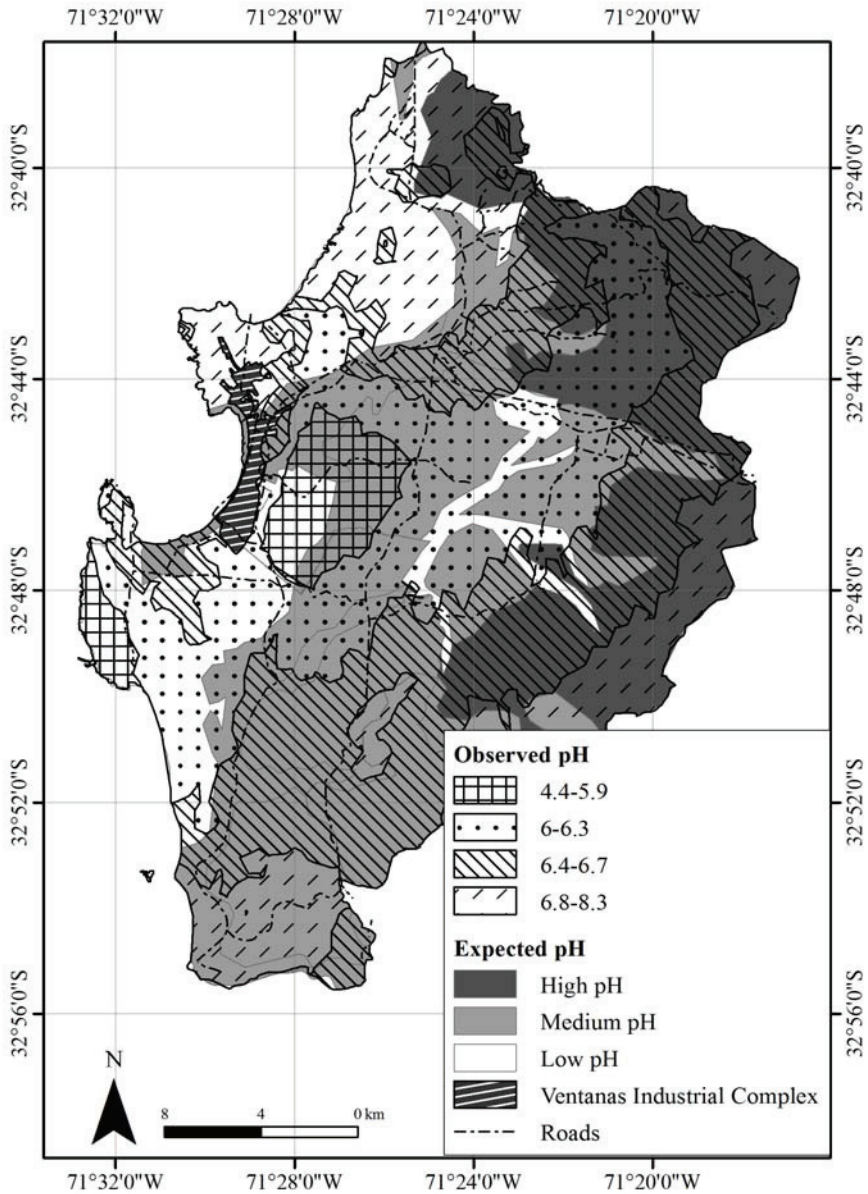 71°32'0"W 71°28'0"W 71°24'0"W 71°20'0"W
32°40'0"S 32°40'0"S
32°44'0"S 32°44'0"S
32°48'0"S 32°48'0"S
32°52'0"S 32°52'0"S
32°56'0"S 32°56'0"S
Observed pH
4.4-5.9
6-6.3
6.4-6.7
6.8-8.3
Expected pH
High pH
Medium pH
Low pH
Ventanas Industrial Complex
Roads
N
8 4 0 km
71°32'0"W 71°28'0"W 71°24'0"W 71°20'0"W